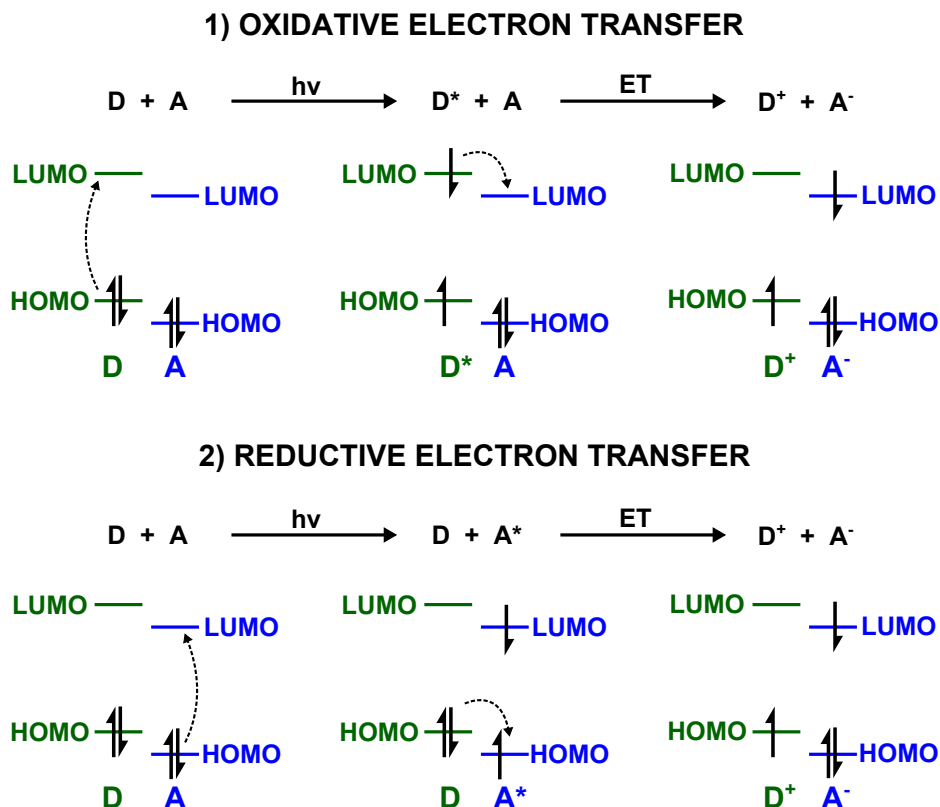 1) OXIDATIVE ELECTRON TRANSFER
D + A hν D* + A ET D⁺ + A⁻
LUMO LUMO LUMO LUMO LUMO LUMO
HOMO HOMO HOMO HOMO HOMO HOMO
D A D* A D⁺ A⁻
2) REDUCTIVE ELECTRON TRANSFER
D + A hν D + A* ET D⁺ + A⁻
LUMO LUMO LUMO LUMO LUMO LUMO
HOMO HOMO HOMO HOMO HOMO HOMO
D A D A* D⁺ A⁻